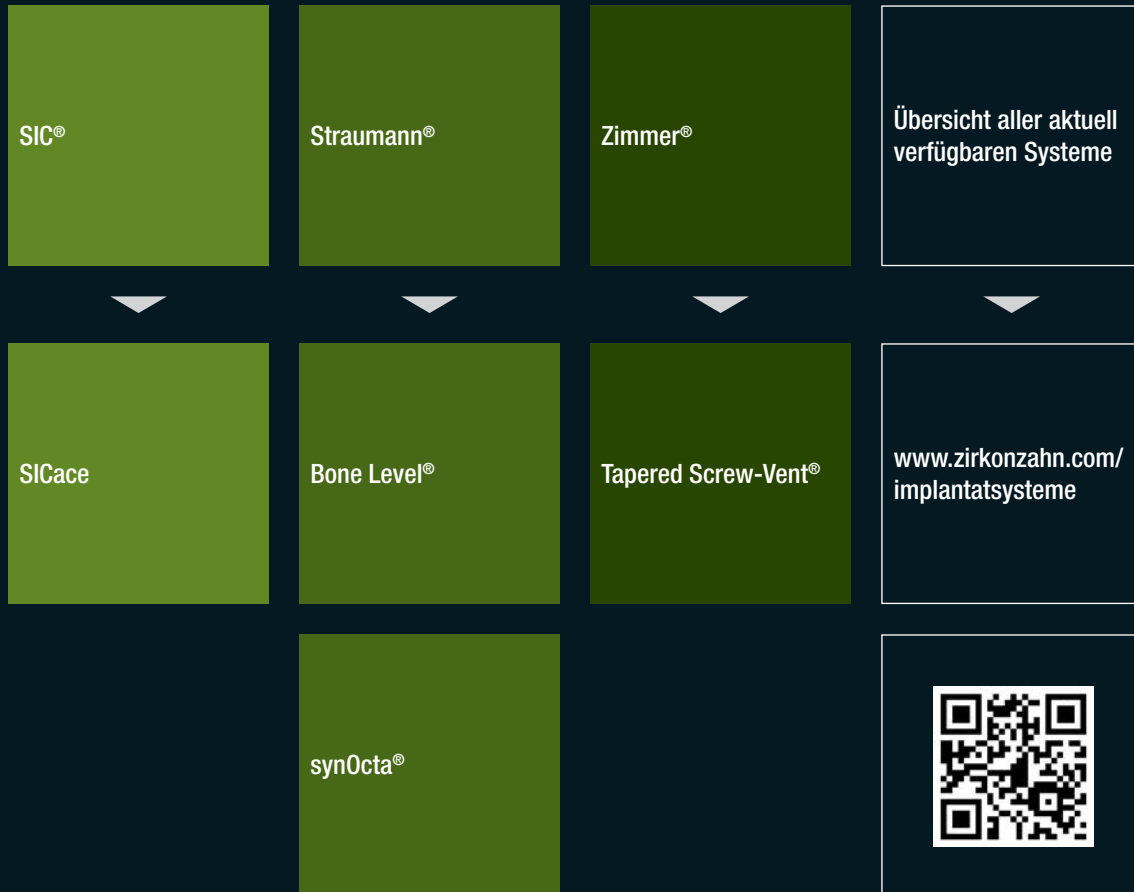 SIC®
Straumann®
Zimmer®
Übersicht aller aktuell
verfügbaren Systeme
SICace
Bone Level®
Tapered Screw-Vent®
www.zirkonzahn.com/
implantatsysteme
synOcta®